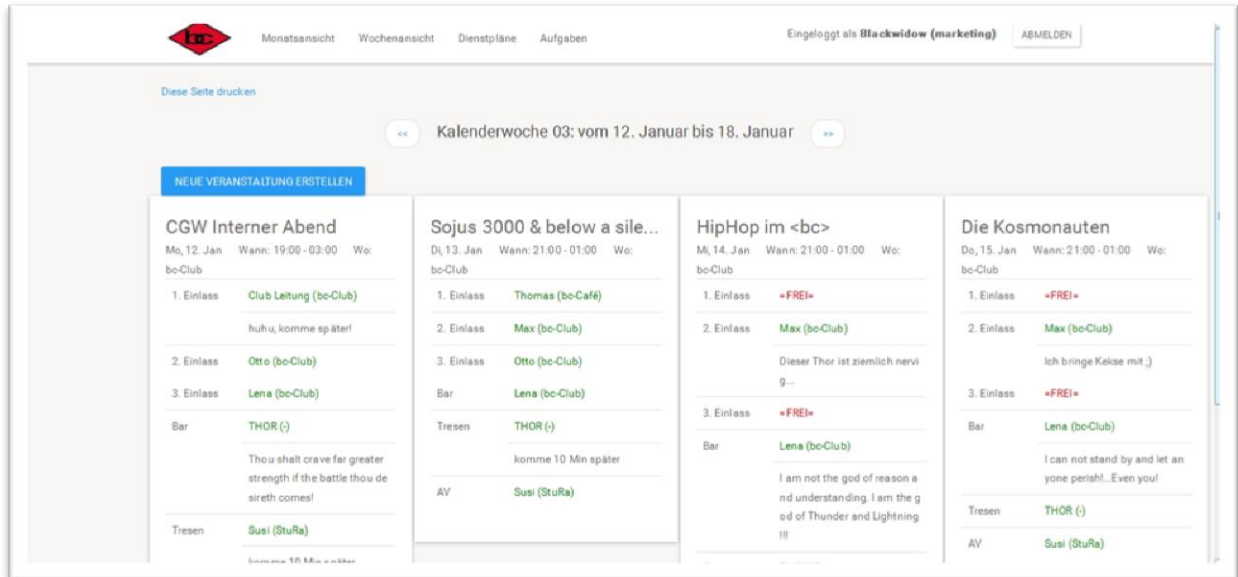 bc
Monatsansicht Wochenansicht Dienstpläne Aufgaben
Eingeloggt als Blackwidow (marketing) ABMELDEN
Diese Seite drucken
<< Kalenderwoche 03: vom 12. Januar bis 18. Januar >>
NEUE VERANSTALTUNG ERSTELLEN
CGW Interner Abend
Mo, 12. Jan Wann: 19:00 - 03:00 Wo:
bc-Club
1. Einlass Club Leitung (bc-Club)
huhu, komme später!
2. Einlass Otto (bc-Club)
3. Einlass Lena (bc-Club)
Bar THOR (-)
Thou shalt crave far greater
strength if the battle thou de
sireth comes!
Tresen Susi (StuRa)
komme 10 Min später
Sojus 3000 & below a sile...
Di, 13. Jan Wann: 21:00 - 01:00 Wo:
bc-Club
1. Einlass Thomas (bc-Café)
2. Einlass Max (bc-Club)
3. Einlass Otto (bc-Club)
Bar Lena (bc-Club)
Tresen THOR (-)
komme 10 Min später
AV Susi (StuRa)
HipHop im <bc>
Mi, 14. Jan Wann: 21:00 - 01:00 Wo:
bc-Club
1. Einlass =FREI=
2. Einlass Max (bc-Club)
Dieser Thor ist ziemlich nervi
g...
3. Einlass =FREI=
Bar Lena (bc-Club)
I am not the god of reason a
nd understanding. I am the g
od of Thunder and Lightning
!!!
Die Kosmonauten
Do, 15. Jan Wann: 21:00 - 01:00 Wo:
bc-Club
1. Einlass =FREI=
2. Einlass Max (bc-Club)
Ich bringe Kekse mit ;)
3. Einlass =FREI=
Bar Lena (bc-Club)
I can not stand by and let an
yone perish!...Even you!
Tresen THOR (-)
AV Susi (StuRa)